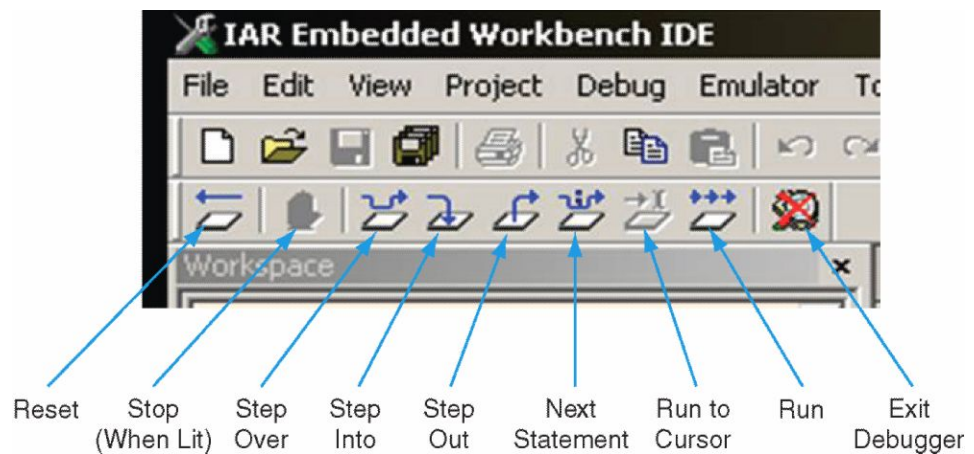 IAR Embedded Workbench IDE
File Edit View Project Debug Emulator
Workspace
Reset Stop Step Step Step Next Run to Run Exit
(When Lit) Over Into Out Statement Cursor Debugger